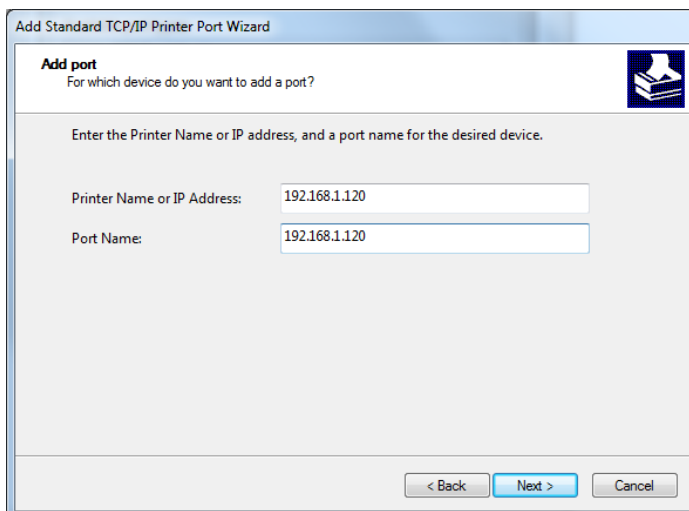 Add Standard TCP/IP Printer Port Wizard
Add port
For which device do you want to add a port?
Enter the Printer Name or IP address, and a port name for the desired device.
Printer Name or IP Address: 192.168.1.120
Port Name: 192.168.1.120
< Back Next > Cancel